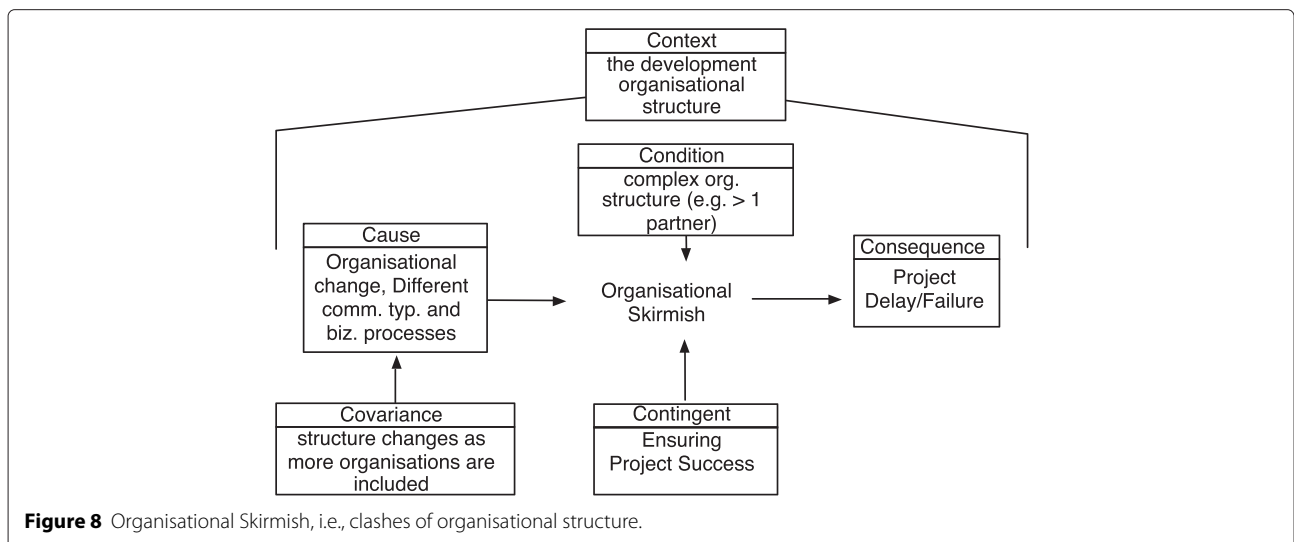 Context
the development
organisational
structure
Condition
complex org.
structure (e.g. > 1
partner)
Cause
Organisational
change, Different
comm. typ. and
biz. processes
Organisational
Skirmish
Consequence
Project
Delay/Failure
Covariance
structure changes as
more organisations are
included
Contingent
Ensuring
Project Success
Figure 8 Organisational Skirmish, i.e., clashes of organisational structure.